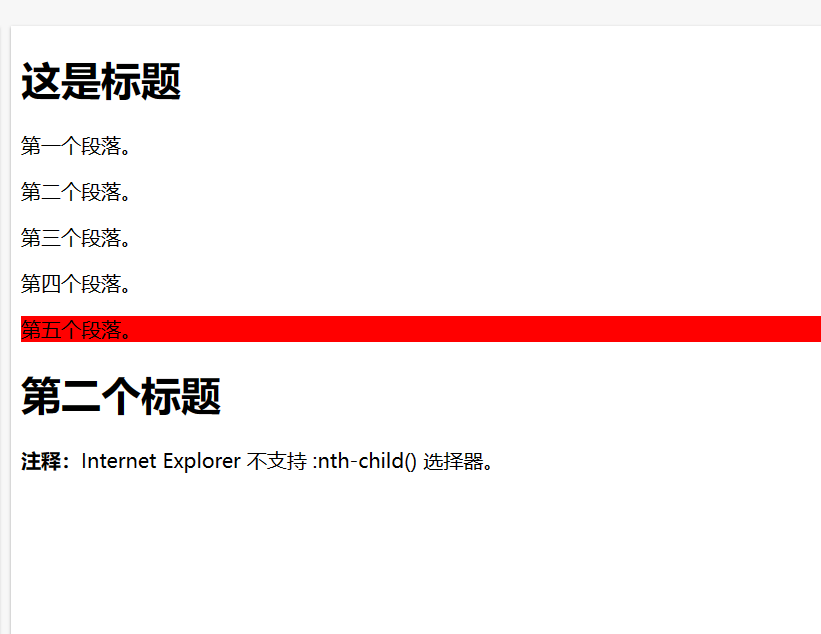 这是标题
第一个段落。
第二个段落。
第三个段落。
第四个段落。
第五个段落。
第二个标题
注释：Internet Explorer 不支持 :nth-child() 选择器。